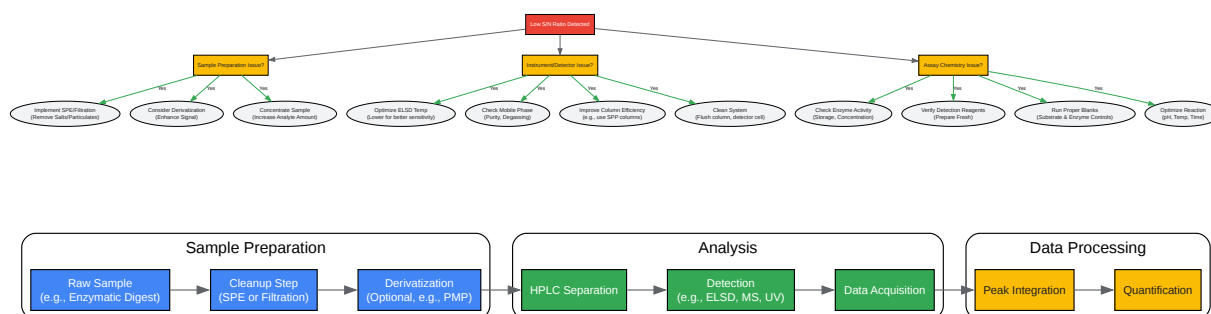 Low S/N Ratio Detected
Sample Preparation Issue?
Instrument/Detector Issue?
Assay Chemistry Issue?
Yes
Yes
Yes
Yes
Yes
Yes
Yes
Yes
Yes
Yes
Yes
Implement SPE/Filtration
(Remove Salts/Particulates)
Consider Derivatization
(Enhance Signal)
Concentrate Sample
(Increase Analyte Amount)
Optimize ELSD Temp
(Lower for better sensitivity)
Check Mobile Phase
(Purity, Degassing)
Improve Column Efficiency
(e.g., use SPP columns)
Clean System
(Flush column, detector cell)
Check Enzyme Activity
(Storage, Concentration)
Verify Detection Reagents
(Prepare Fresh)
Run Proper Blanks
(Substrate & Enzyme Controls)
Optimize Reaction
(pH, Temp, Time)
Sample Preparation
Raw Sample
(e.g., Enzymatic Digest)
Cleanup Step
(SPE or Filtration)
Derivatization
(Optional, e.g., PMP)
Analysis
HPLC Separation
Detection
(e.g., ELSD, MS, UV)
Data Acquisition
Data Processing
Peak Integration
Quantification